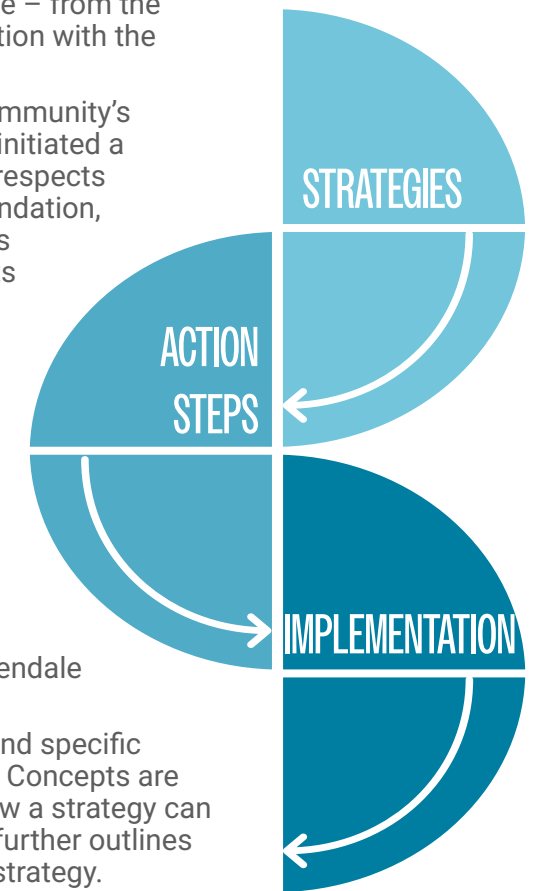 e – from the
tion with the
mmunity's
initiated a
respects
ndation,
s
s
endale
nd specific
Concepts are
w a strategy can
further outlines
strategy.
STRATEGIES
ACTION
STEPS
IMPLEMENTATION